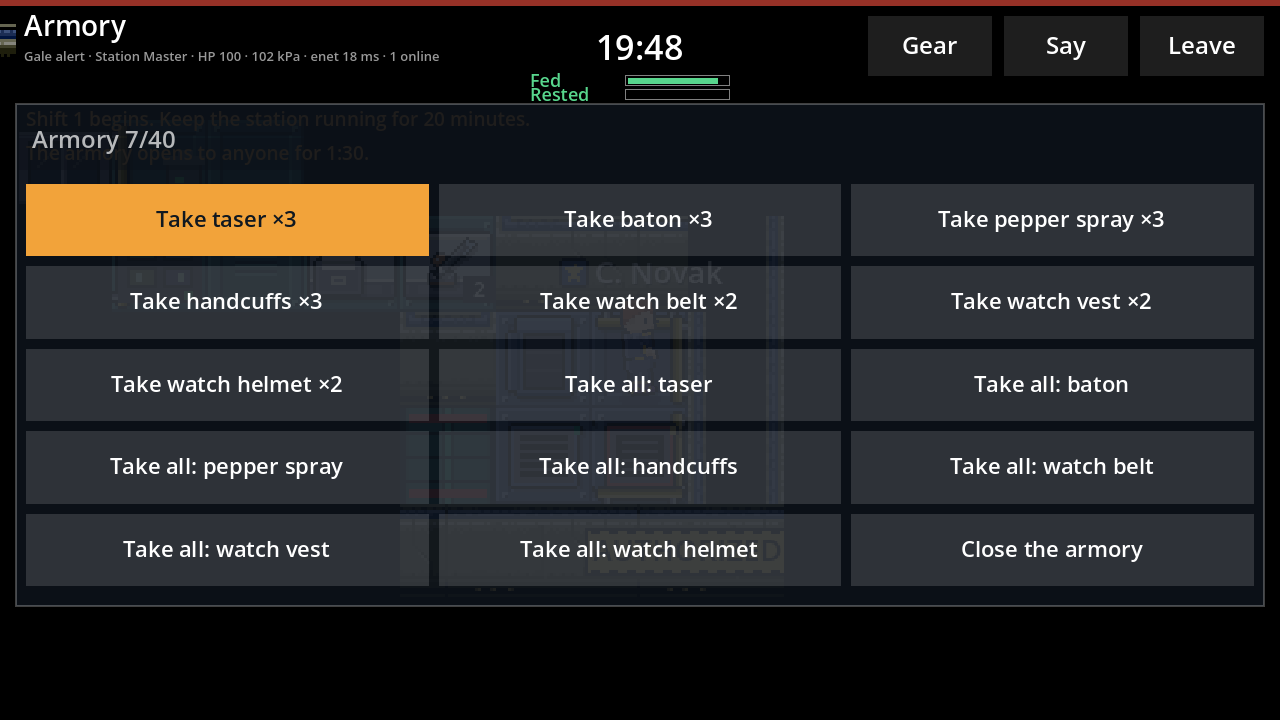 Armory
Gale alert · Station Master · HP 100 · 102 kPa · enet 18 ms · 1 online
19:48
Fed
Rested
Gear
Say
Leave
Shift 1 begins. Keep the station running for 20 minutes.
Armory 7/40
The armory opens to anyone for 1:30.
Take taser ×3
Take baton ×3
Take pepper spray ×3
C. Novak
2
Take handcuffs ×3
Take watch belt ×2
Take watch vest ×2
Take watch helmet ×2
Take all: taser
Take all: baton
Take all: pepper spray
Take all: handcuffs
Take all: watch belt
Take all: watch vest
Take all: watch helmet
Close the armory